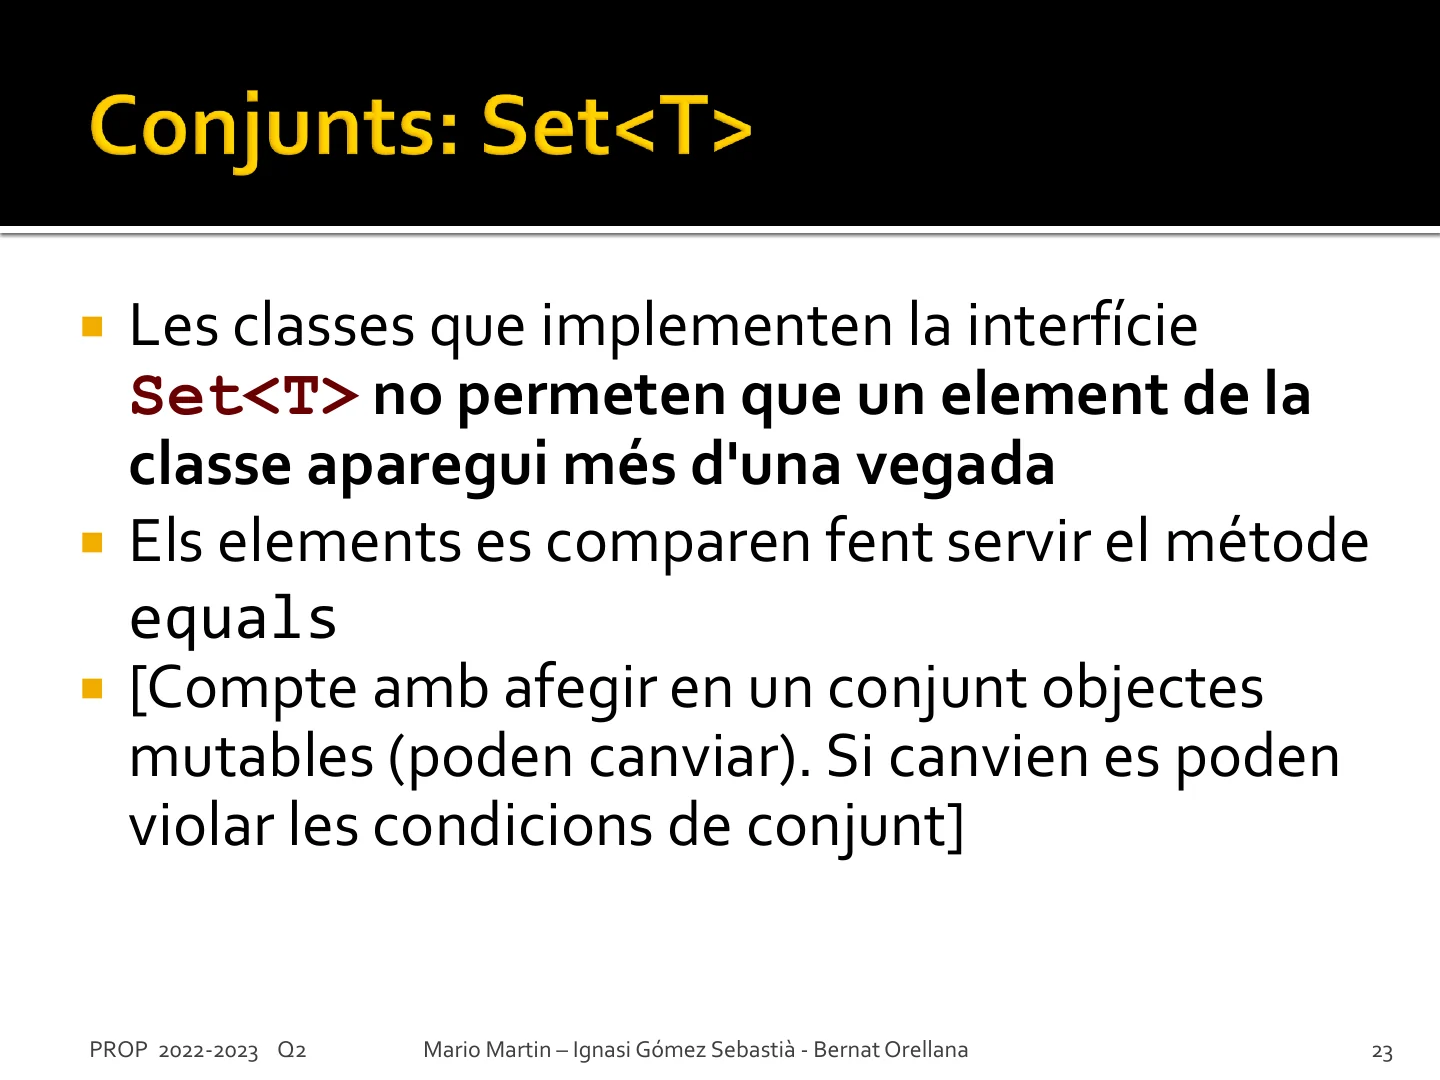 Conjunts: Set<T>
Les classes que implementen la interfície
Set<T> no permeten que un element de la
classe aparegui més d'una vegada
Els elements es comparen fent servir el métode
equals
[Compte amb afegir en un conjunt objectes
mutables (poden canviar). Si canvien es poden
violar les condicions de conjunt]
PROP 2022-2023 Q2 Mario Martin – Ignasi Gómez Sebastià - Bernat Orellana 23